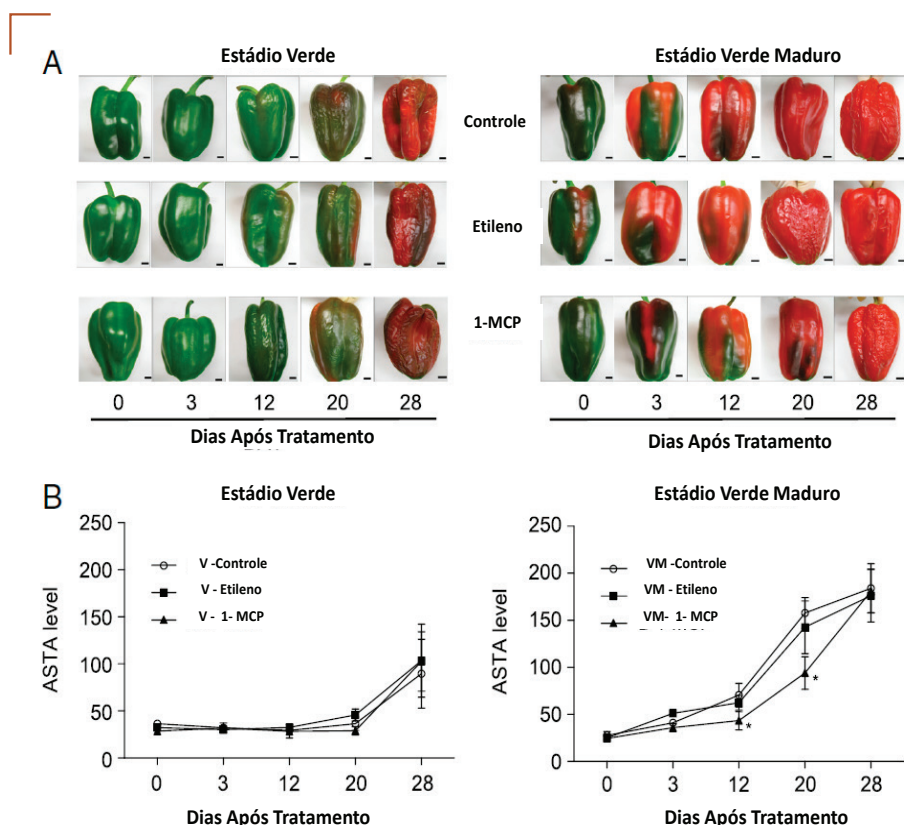 A
Estádio Verde
Estádio Verde Maduro
Controle
Etileno
1-MCP
0 3 12 20 28
0 3 12 20 28
Dias Após Tratamento
Dias Após Tratamento
B
Estádio Verde
Estádio Verde Maduro
250
200
150
100
50
0
ASTA level
V -Controle
V - Etileno
V - 1- MCP
0 3 12 20 28
Dias Após Tratamento
250
200
150
100
50
0
ASTA level
VM -Controle
VM - Etileno
VM- 1- MCP
*
*
0 3 12 20 28
Dias Após Tratamento